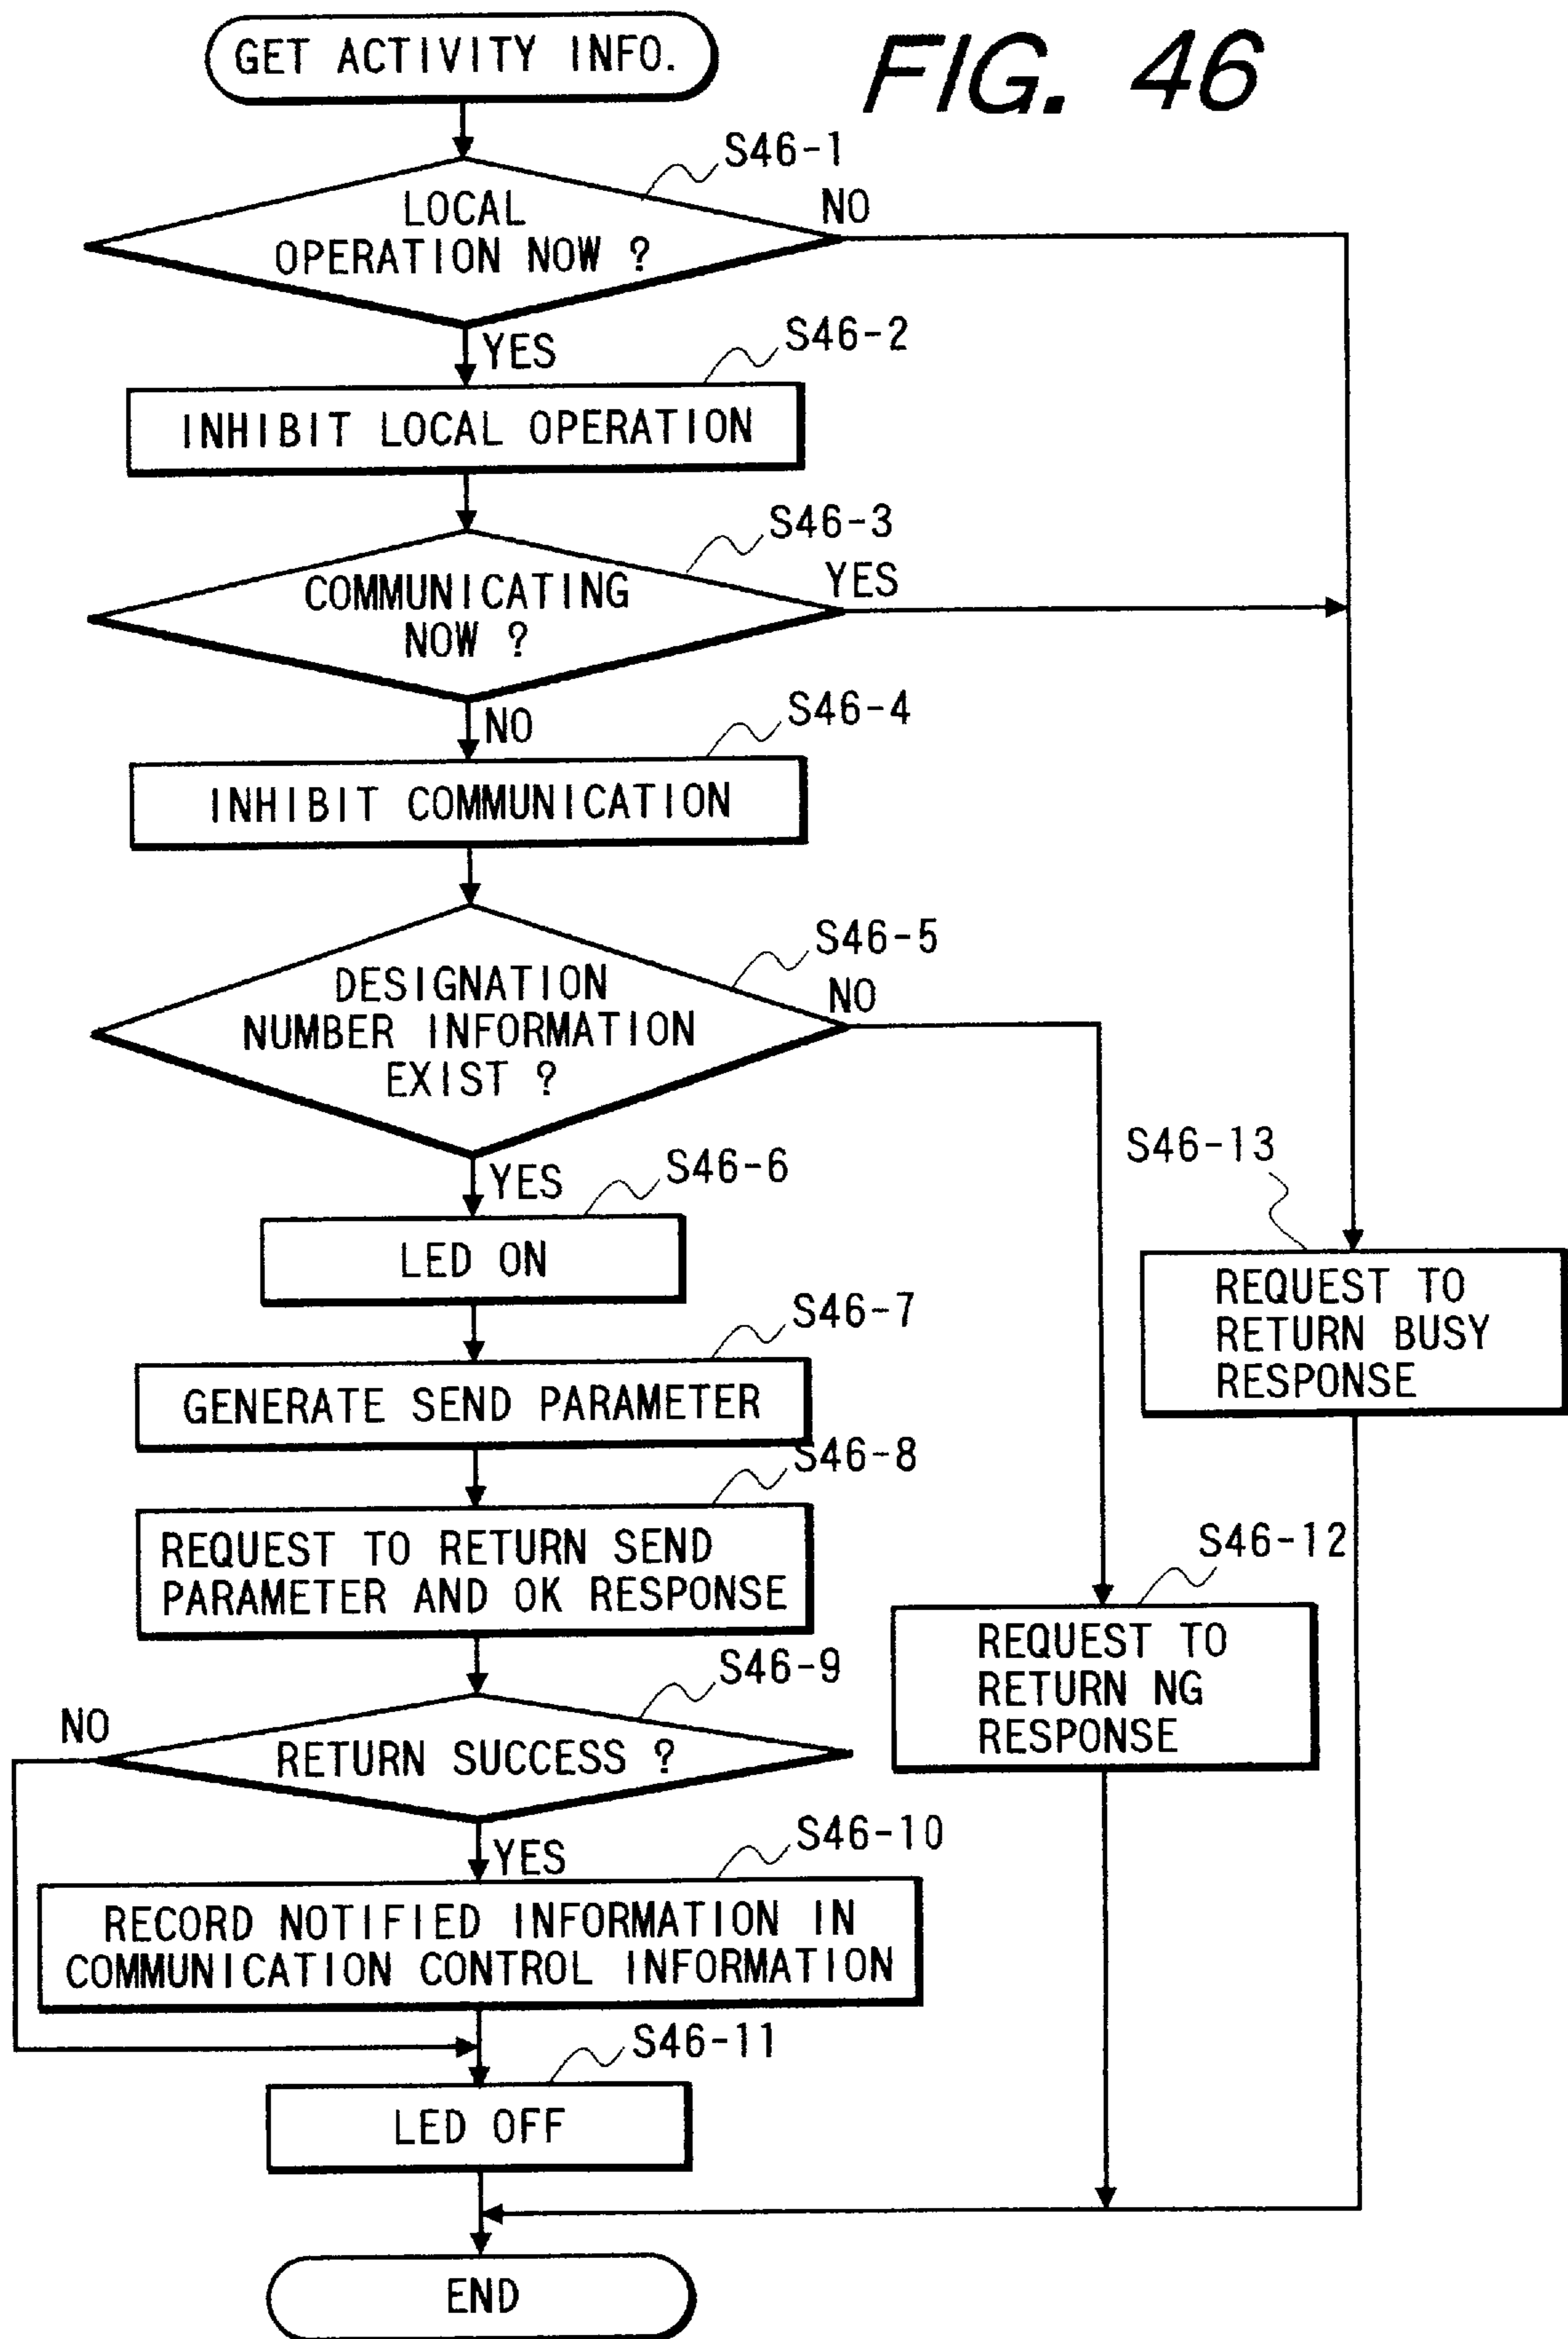 GET ACTIVITY INFO.
FIG. 46
S46-1
LOCAL
OPERATION NOW ?
NO
YES
S46-2
INHIBIT LOCAL OPERATION
S46-3
COMMUNICATING
NOW ?
YES
NO
S46-4
INHIBIT COMMUNICATION
S46-5
DESIGNATION
NUMBER INFORMATION
EXIST ?
NO
YES
S46-6
LED ON
S46-13
REQUEST TO
RETURN BUSY
RESPONSE
S46-7
GENERATE SEND PARAMETER
S46-8
REQUEST TO RETURN SEND
PARAMETER AND OK RESPONSE
S46-12
REQUEST TO
RETURN NG
RESPONSE
S46-9
NO
RETURN SUCCESS ?
YES
S46-10
RECORD NOTIFIED INFORMATION IN
COMMUNICATION CONTROL INFORMATION
S46-11
LED OFF
END